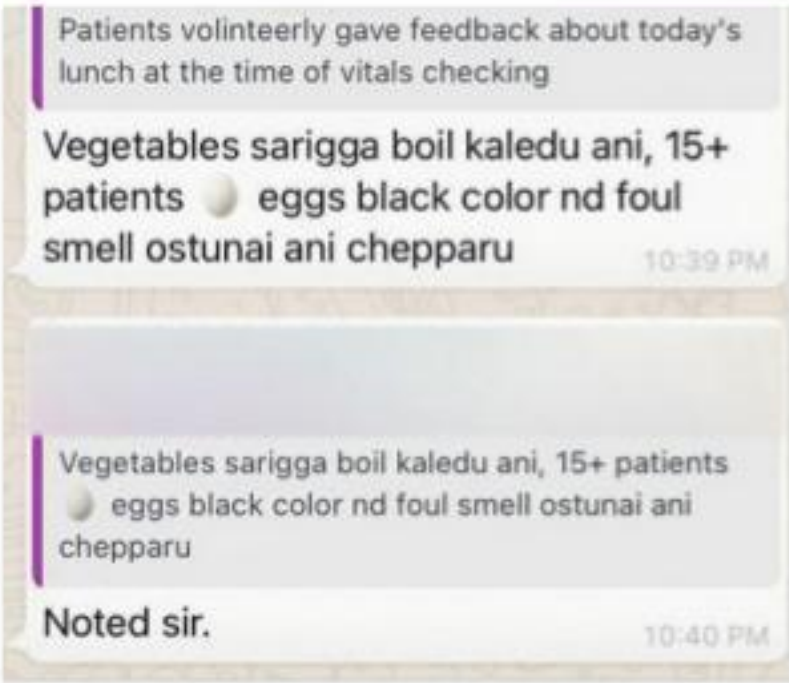 Patients volinteerly gave feedback about today's
lunch at the time of vitals checking
Vegetables sarigga boil kaledu ani, 15+
patients 🥚 eggs black color nd foul
smell ostunai ani chepparu
10:39 PM
Vegetables sarigga boil kaledu ani, 15+ patients
🥚 eggs black color nd foul smell ostunai ani
chepparu
Noted sir.
10:40 PM